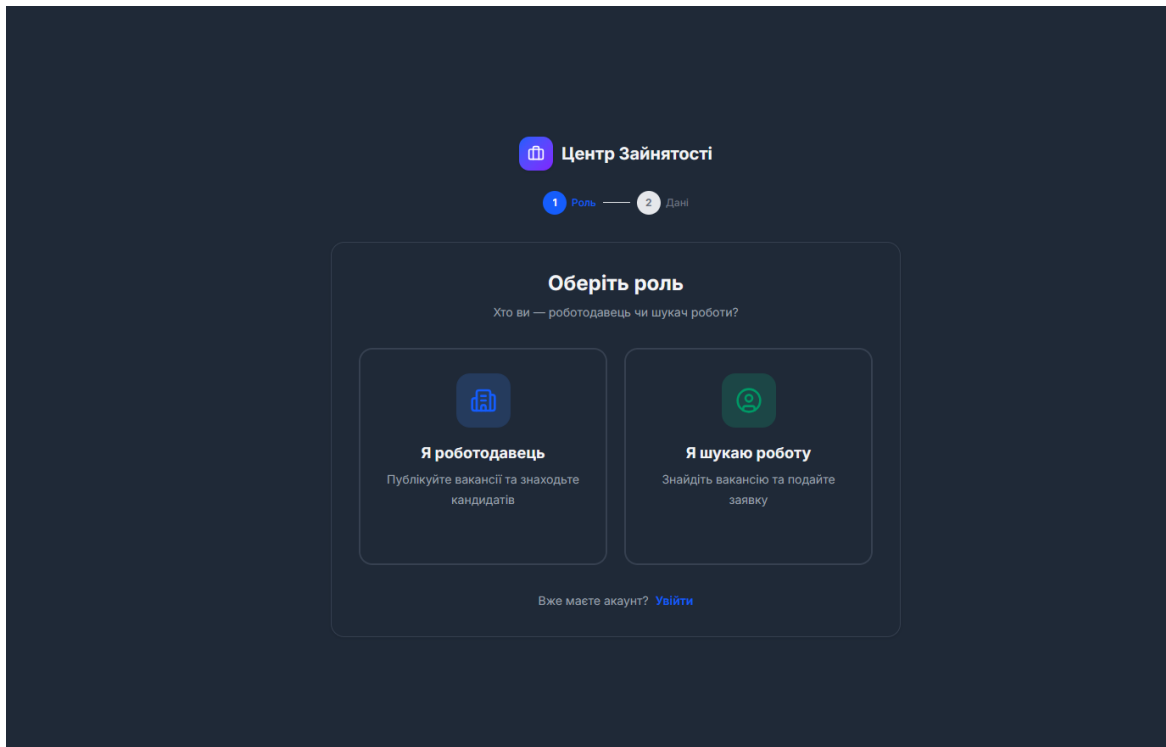 Центр Зайнятості
1 Роль 2 Дані
Оберіть роль
Хто ви — роботодавець чи шукач роботи?
Я роботодавець
Публікуйте вакансії та знаходьте
кандидатів
Я шукаю роботу
Знайдіть вакансію та подайте
заявку
Вже маєте акаунт? Увійти